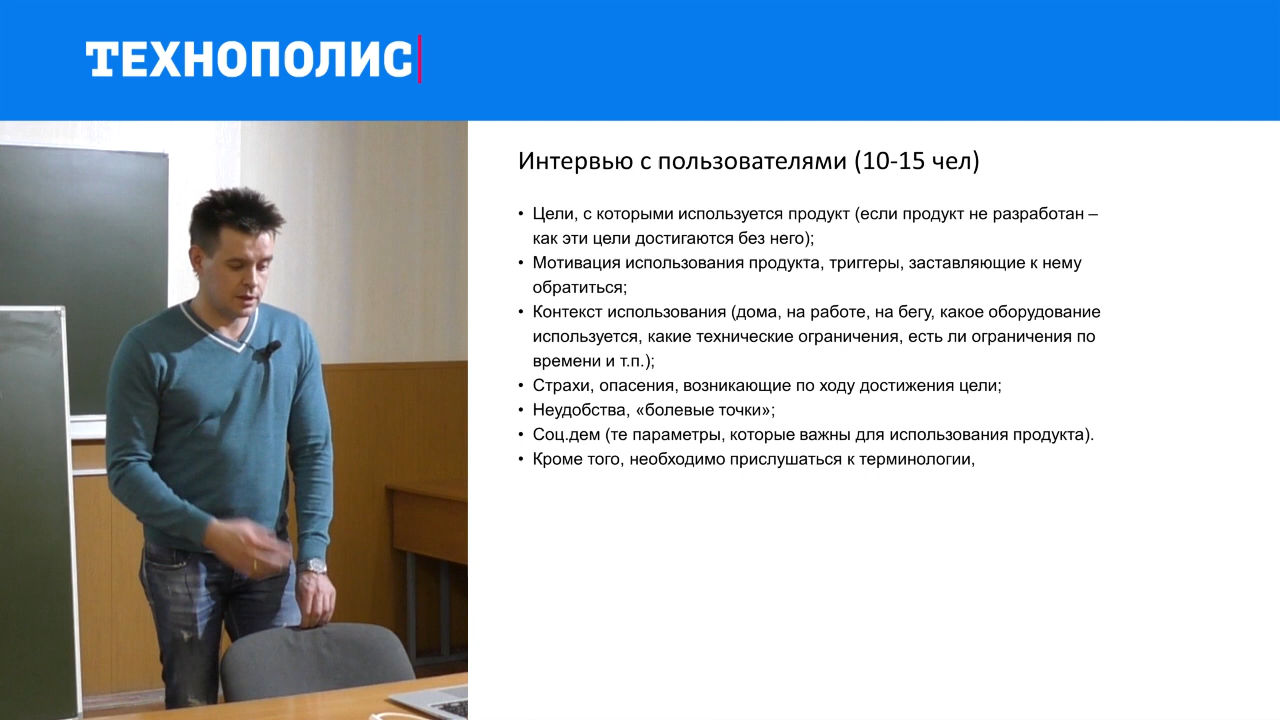 ТЕХНОПОЛИС
Интервью с пользователями (10-15 чел)
• Цели, с которыми используется продукт (если продукт не разработан –
как эти цели достигаются без него);
• Мотивация использования продукта, триггеры, заставляющие к нему
обратиться;
• Контекст использования (дома, на работе, на бегу, какое оборудование
используется, какие технические ограничения, есть ли ограничения по
времени и т.п.);
• Страхи, опасения, возникающие по ходу достижения цели;
• Неудобства, «болевые точки»;
• Соц.дем (те параметры, которые важны для использования продукта).
• Кроме того, необходимо прислушаться к терминологии,